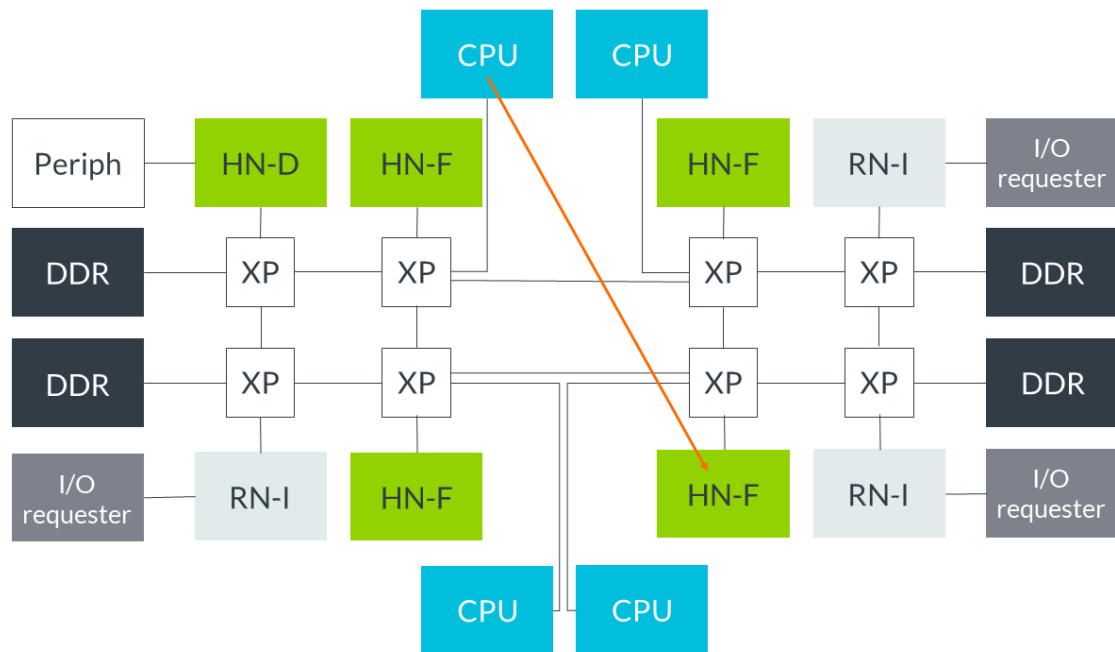 CPU
CPU
Periph
HN-D
HN-F
HN-F
RN-I
I/O
requester
DDR
XP
XP
XP
XP
DDR
DDR
XP
XP
XP
XP
DDR
I/O
requester
RN-I
HN-F
HN-F
RN-I
I/O
requester
CPU
CPU